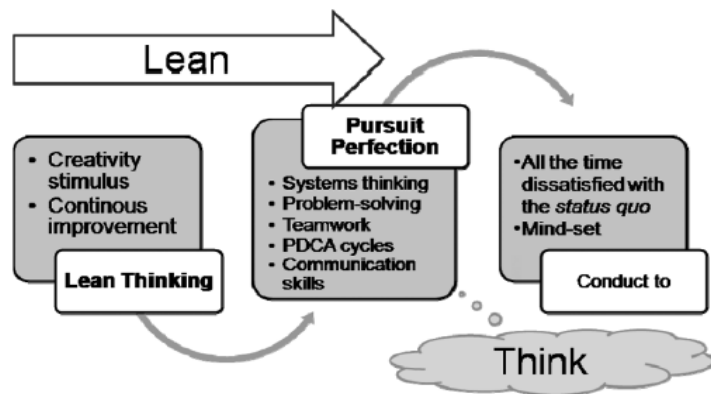 Lean
• Creativity
stimulus
• Continous
improvement
Lean Thinking
Pursuit
Perfection
• Systems thinking
• Problem-solving
• Teamwork
• PDCA cycles
• Communication
skills
•All the time
dissatisfied with
the status quo
•Mind-set
Conduct to
Think